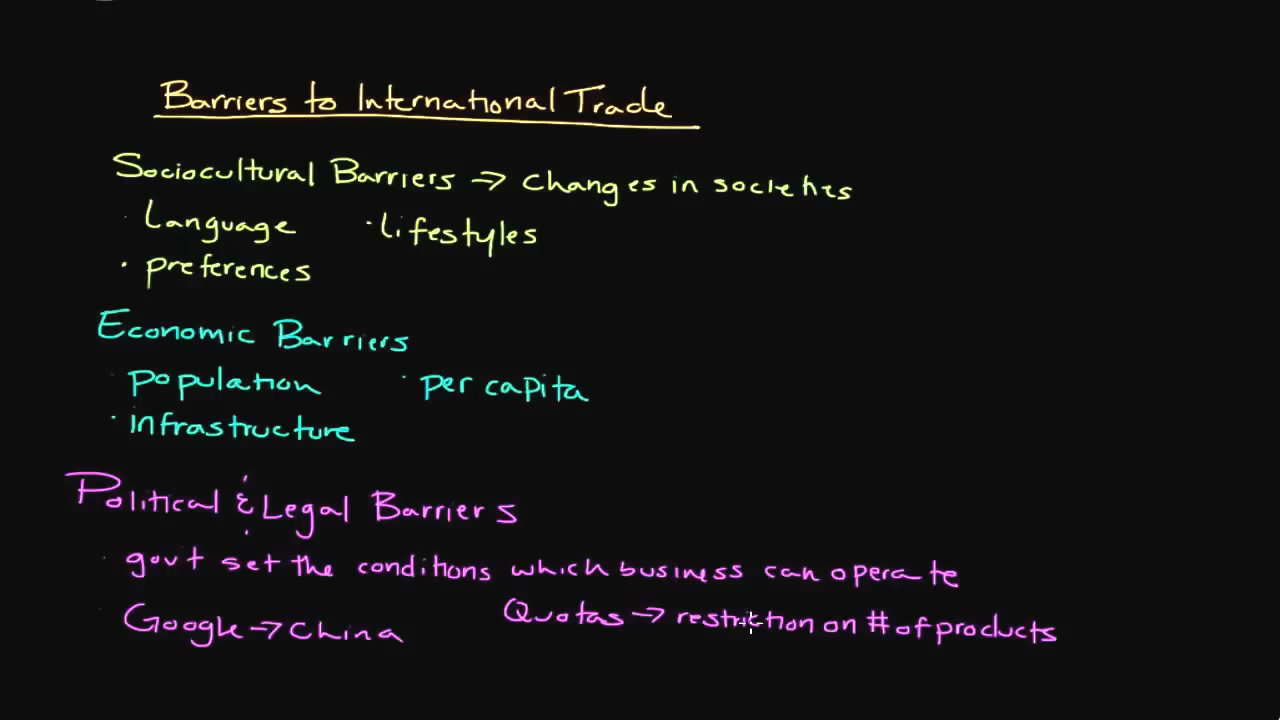 Barriers to International Trade
Sociocultural Barriers → Changes in societies
· Language · lifestyles
· preferences
Economic Barriers
· population · per capita
· infrastructure
Political & Legal Barriers
· gov't set the conditions which business can operate
· Google → China Quotas → restriction on # of products